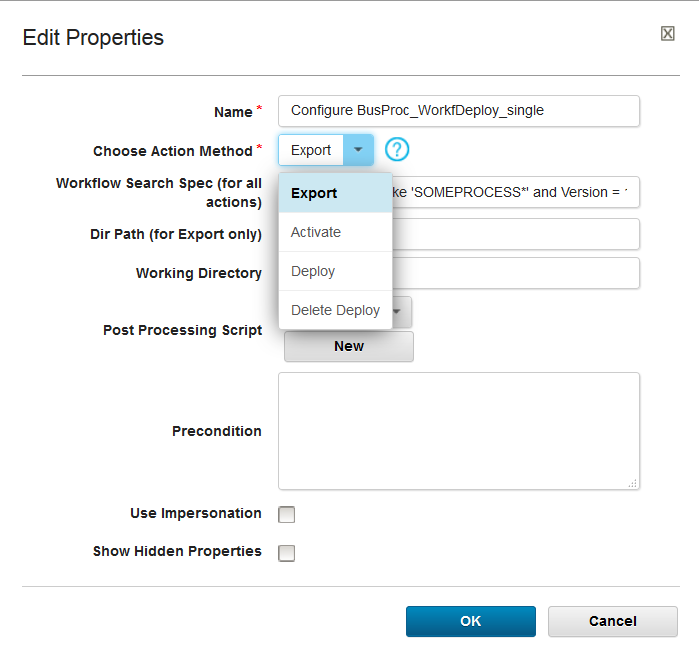 Edit Properties
Name *
Configure BusProc_WorkfDeploy_single
Choose Action Method *
Export
?
Workflow Search Spec (for all
actions)
'SOMEPROCESS*' and Version =
Export
Dir Path (for Export only)
Activate
Working Directory
Deploy
Delete Deploy
Post Processing Script
New
Precondition
Use Impersonation
Show Hidden Properties
OK
Cancel